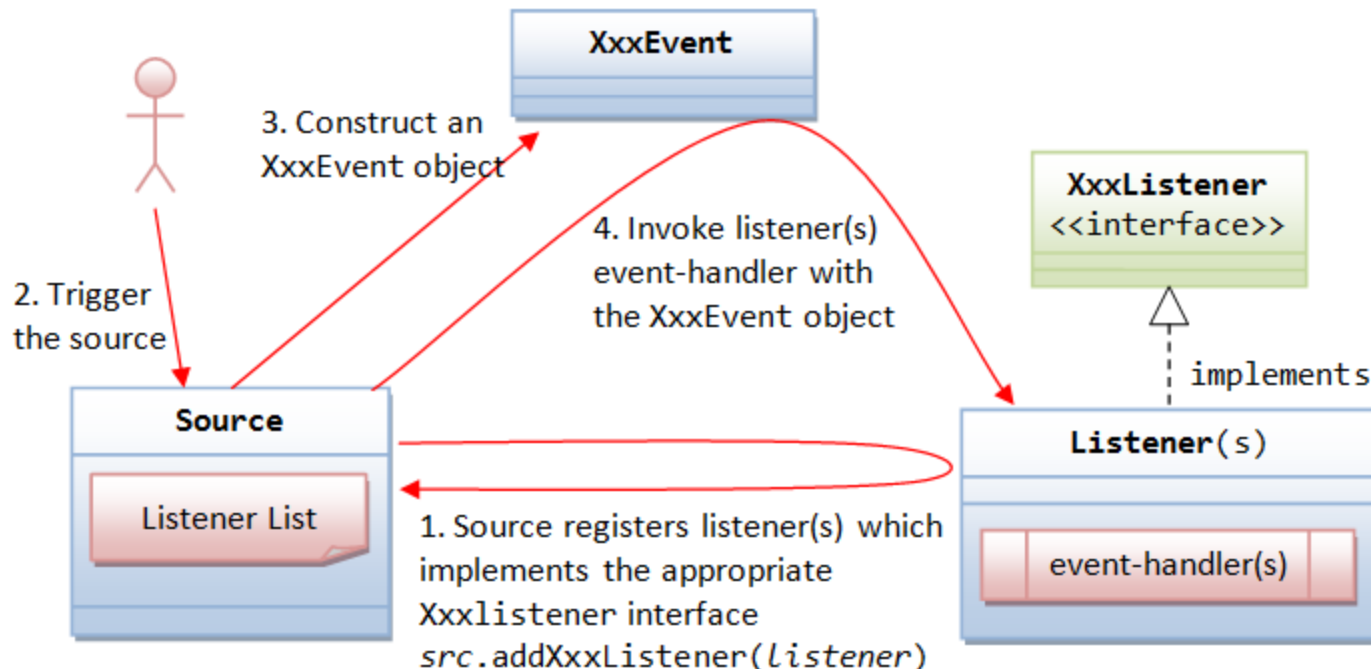 XxxEvent
3. Construct an
XxxEvent object
XxxListener
<<interface>>
4. Invoke listener(s)
event-handler with
the XxxEvent object
2. Trigger
the source
implements
Source
Listener List
Listener(s)
event-handler(s)
1. Source registers listener(s) which
implements the appropriate
Xxxlistener interface
src.addXxxListener(listener)